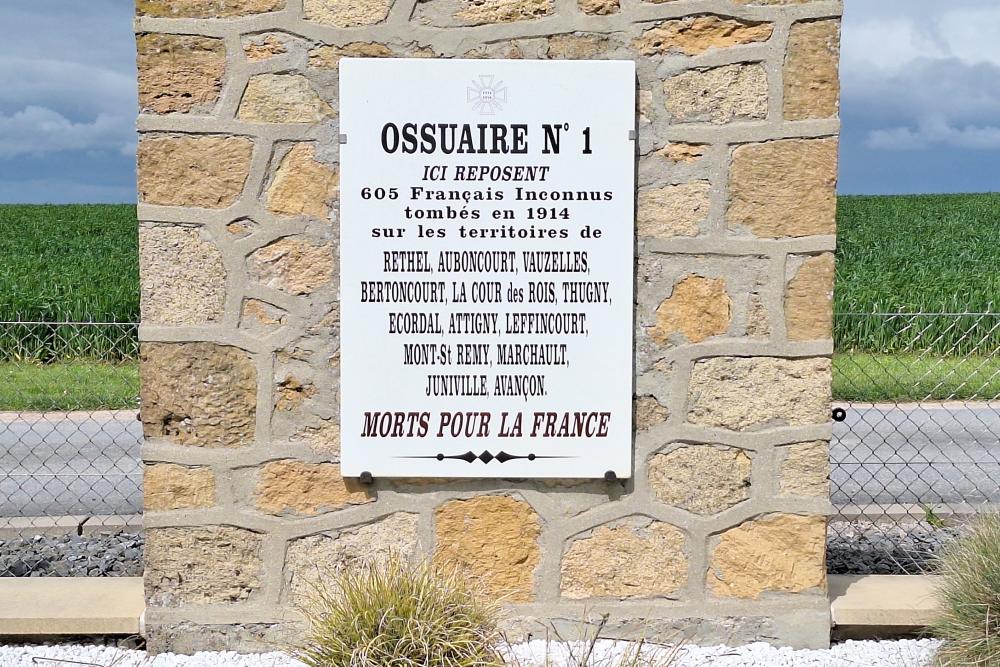 OSSUAIRE N° 1
ICI REPOSENT
605 Français Inconnus
tombés en 1914
sur les territoires de
RETHEL, AUBONCOURT, VAUZELLES,
BERTONCOURT, LA COUR des ROIS, THUGNY,
ECORDAL, ATTIGNY, LEFFINCOURT,
MONT-St REMY, MARCHAULT,
JUNIVILLE, AVANÇON.
MORTS POUR LA FRANCE